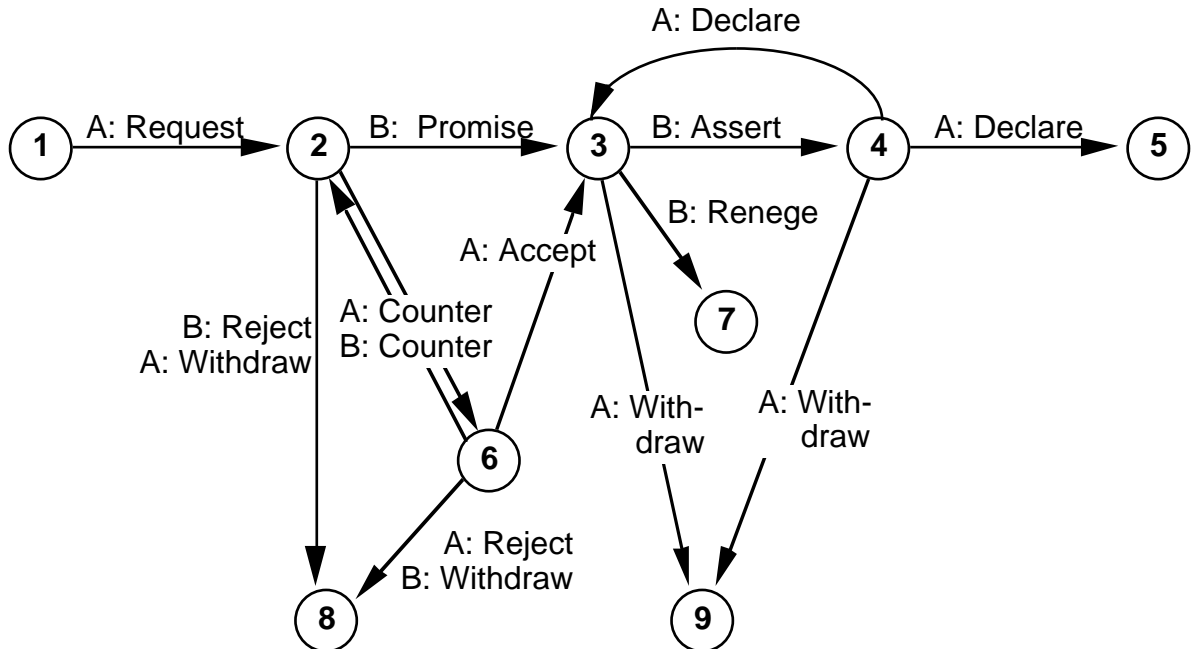 A: Declare
1
A: Request
2
B: Promise
3
B: Assert
4
A: Declare
5
B: Renege
A: Accept
7
B: Reject
A: Withdraw
A: Counter
B: Counter
A: With-
draw
A: With-
draw
6
A: Reject
B: Withdraw
8
9